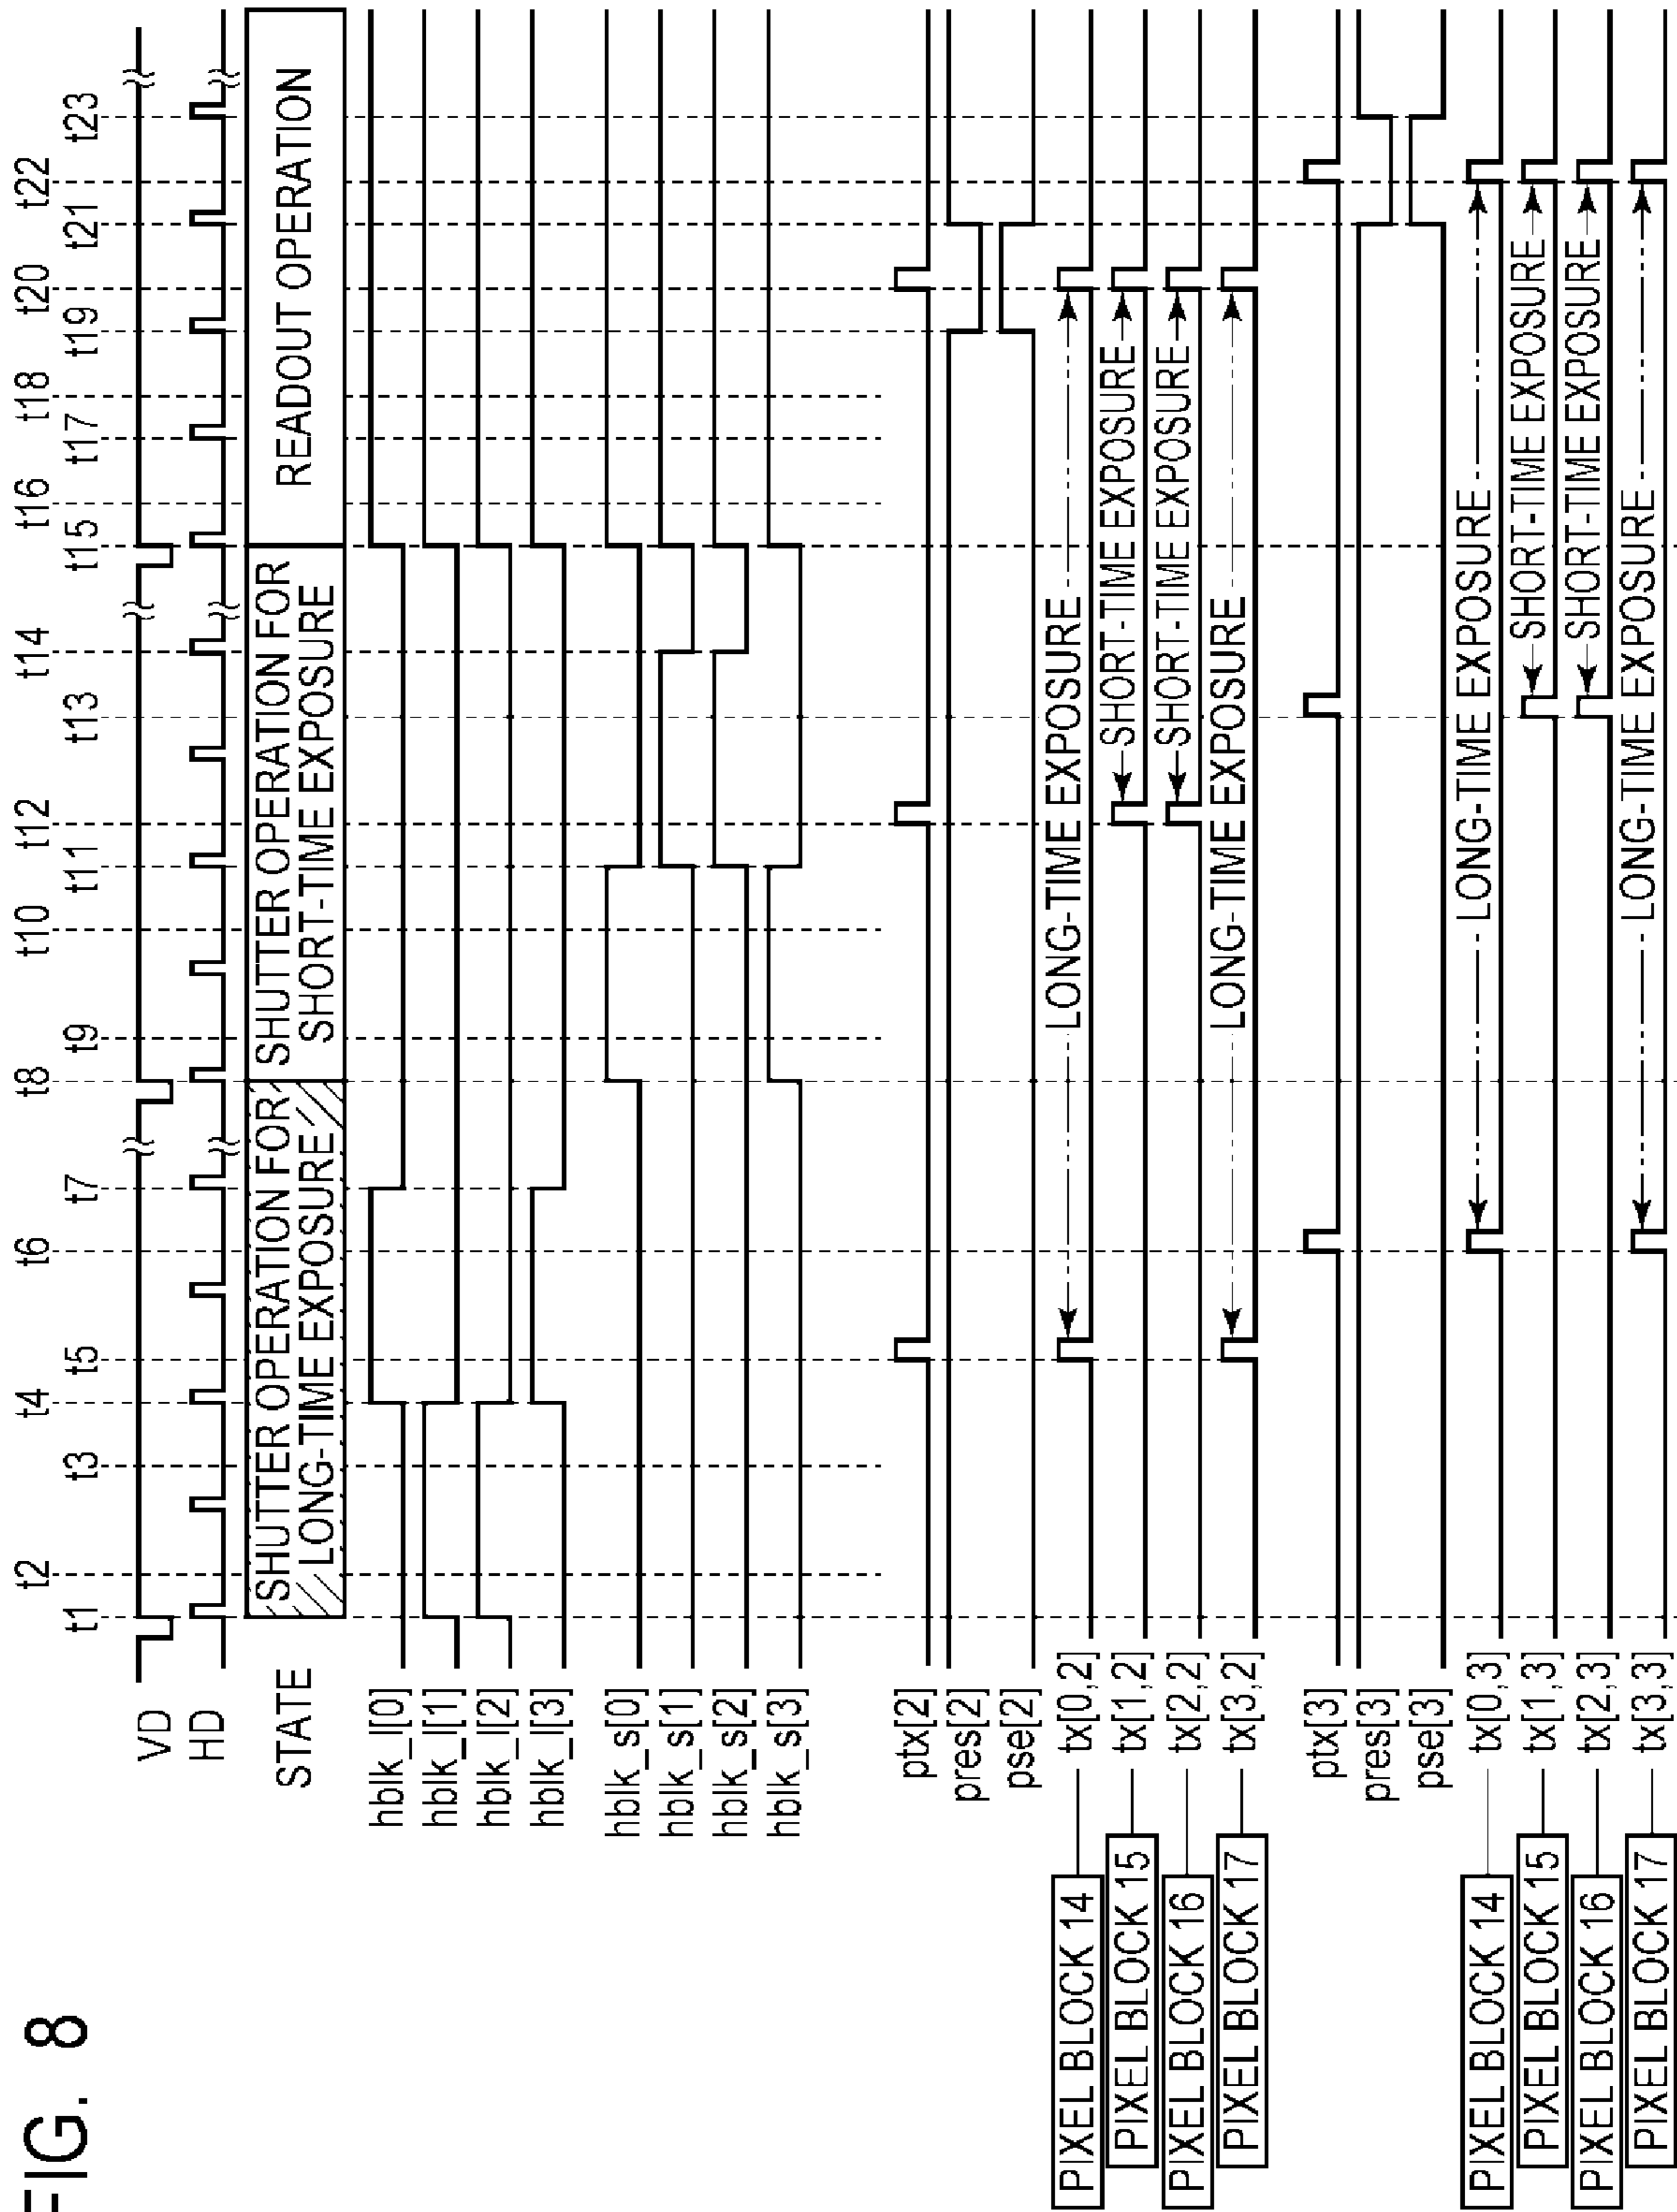 FIG. 8
t1 t2 t3 t4 t5 t6 t7 t8 t9 t10 t11 t12 t13 t14 t15 t16 t17 t18 t19 t20 t21 t22 t23
VD
HD
STATE
SHUTTER OPERATION FOR
LONG-TIME EXPOSURE
SHUTTER OPERATION FOR
SHORT-TIME EXPOSURE
READOUT OPERATION
hblk_l[0]
hblk_l[1]
hblk_l[2]
hblk_l[3]
hblk_s[0]
hblk_s[1]
hblk_s[2]
hblk_s[3]
ptx[2]
pres[2]
psel[2]
PIXEL BLOCK 14 tx[0,2] LONG-TIME EXPOSURE
PIXEL BLOCK 15 tx[1,2] SHORT-TIME EXPOSURE
PIXEL BLOCK 16 tx[2,2] SHORT-TIME EXPOSURE
PIXEL BLOCK 17 tx[3,2] LONG-TIME EXPOSURE
ptx[3]
pres[3]
psel[3]
PIXEL BLOCK 14 tx[0,3] LONG-TIME EXPOSURE
PIXEL BLOCK 15 tx[1,3] SHORT-TIME EXPOSURE
PIXEL BLOCK 16 tx[2,3] SHORT-TIME EXPOSURE
PIXEL BLOCK 17 tx[3,3] LONG-TIME EXPOSURE